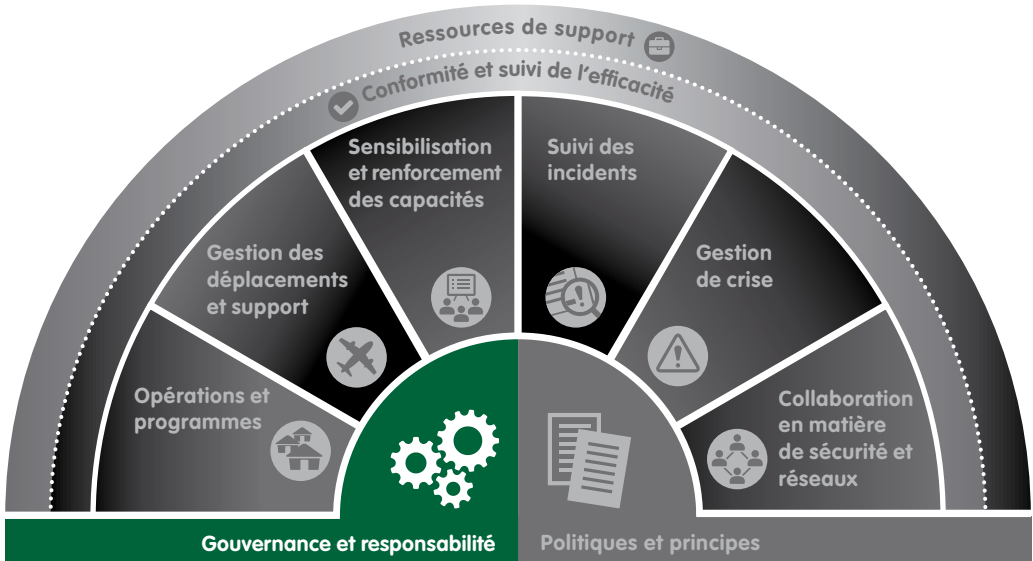 Ressources de support
Conformité et suivi de l'efficacité
Sensibilisation
et renforcement
des capacités
Suivi des
incidents
Gestion des
déplacements
et support
Gestion
de crise
Opérations et
programmes
Collaboration
en matière
de sécurité et
réseaux
Gouvernance et responsabilité
Politiques et principes